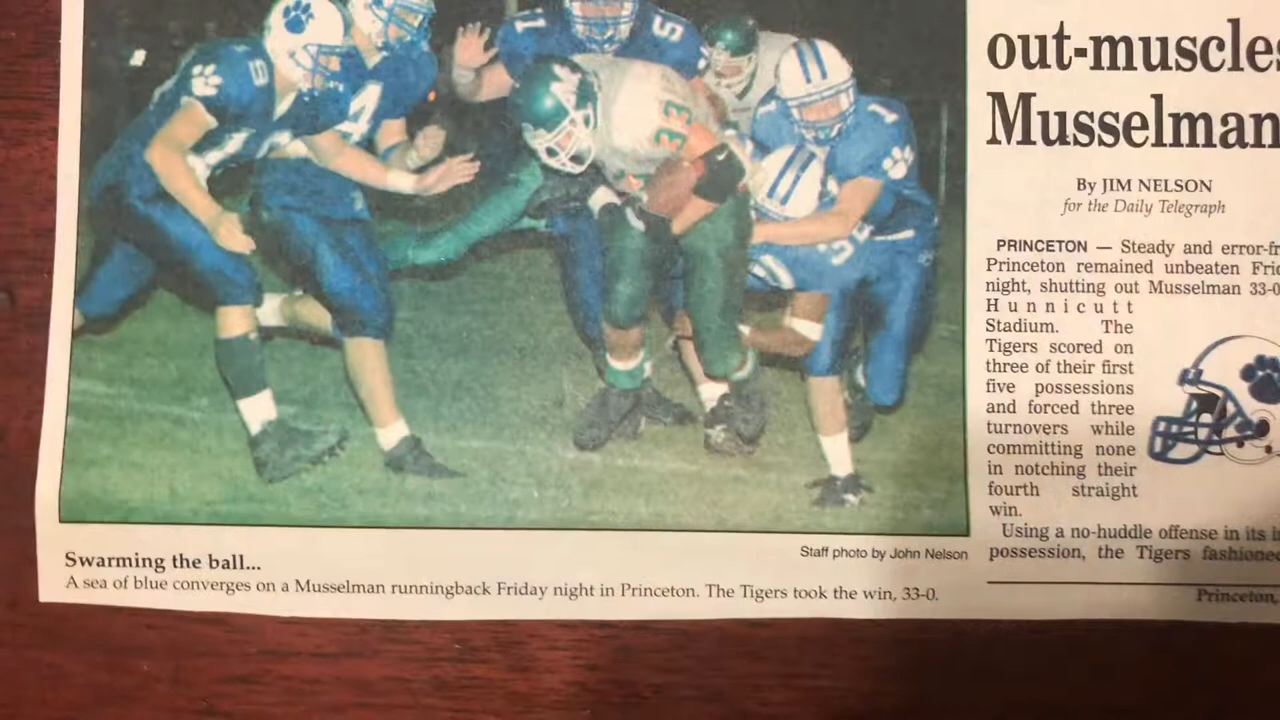 out-muscles
Musselman
By JIM NELSON
for the Daily Telegraph
PRINCETON — Steady and error-fr
Princeton remained unbeaten Frid
night, shutting out Musselman 33-0
Hunnicutt
Stadium. The
Tigers scored on
three of their first
five possessions
and forced three
turnovers while
committing none
in notching their
fourth straight
win.
Using a no-huddle offense in its i
possession, the Tigers fashioned
Princeton,
Staff photo by John Nelson
Swarming the ball...
A sea of blue converges on a Musselman runningback Friday night in Princeton. The Tigers took the win, 33-0.
33
1